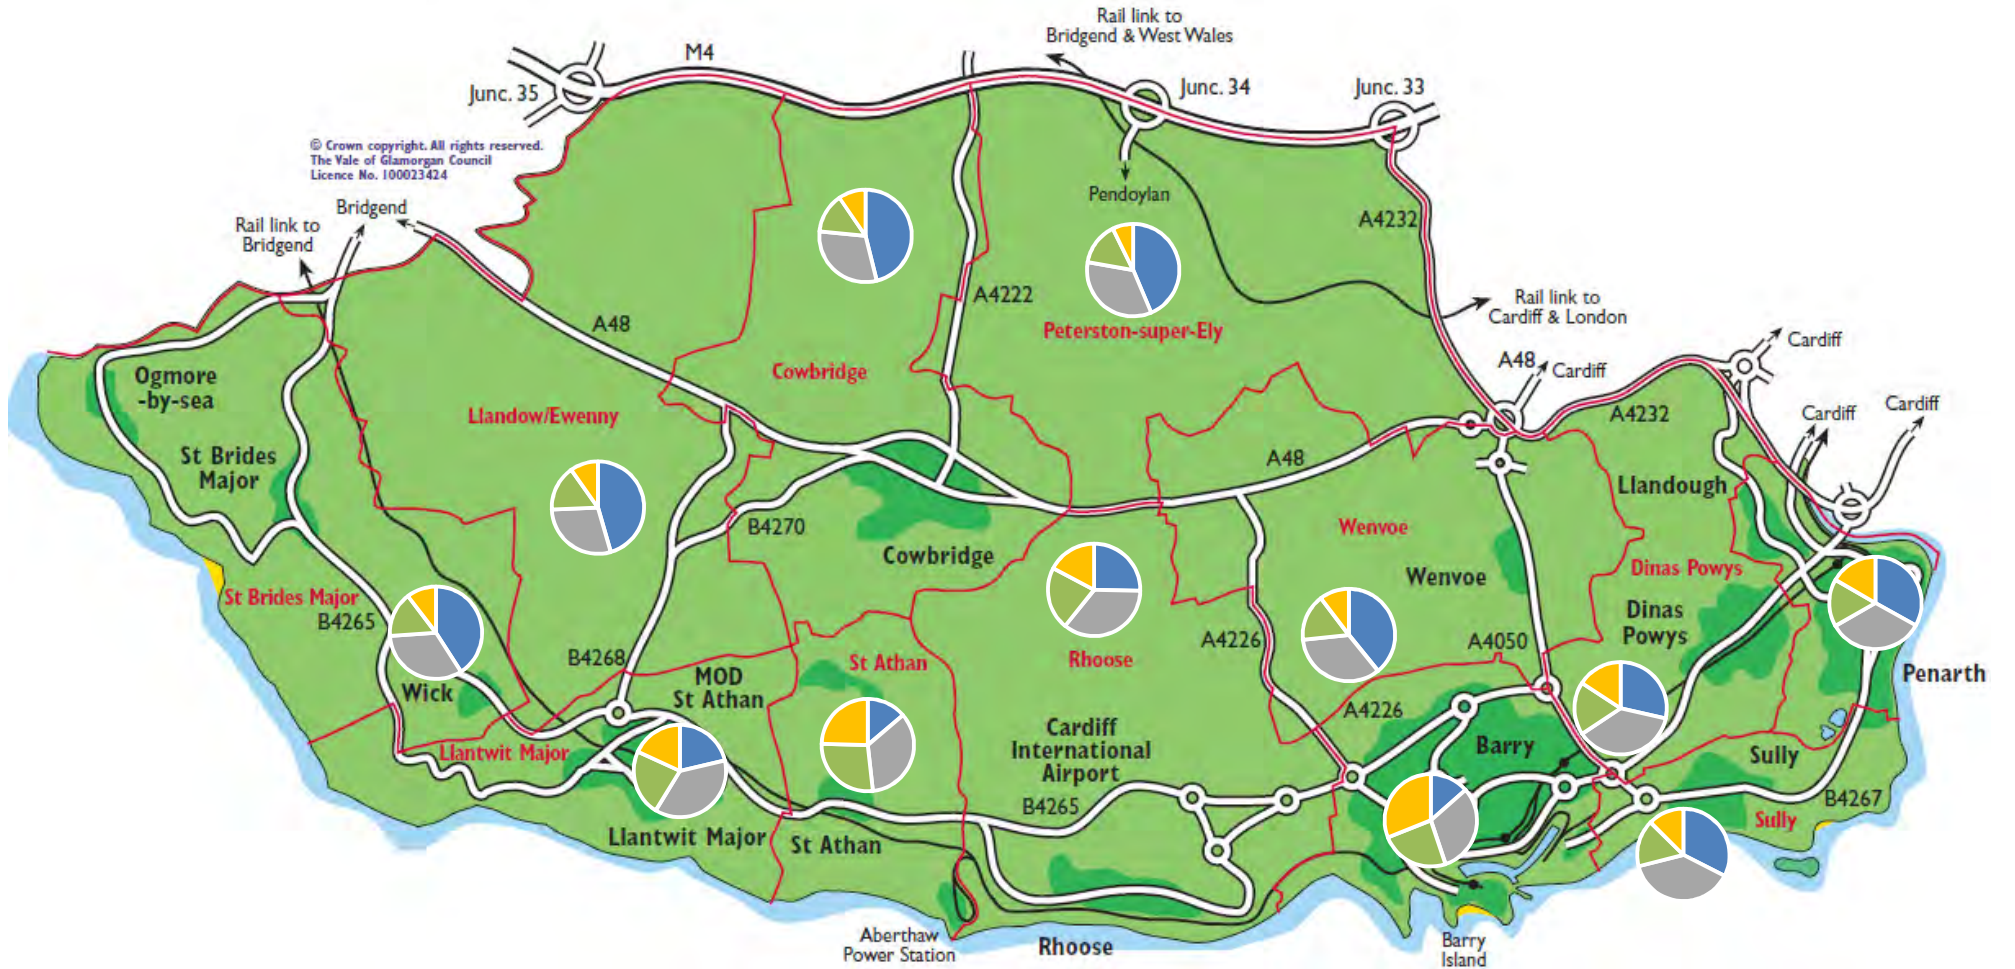 Rail link to
Bridgend & West Wales
M4
Junc. 35
Junc. 34
Junc. 33
© Crown copyright. All rights reserved.
The Vale of Glamorgan Council
Licence No. 100023424
Bridgend
Rail link to
Bridgend
Pendoylan
A4232
A4222
Rail link to
Cardiff & London
A48
Peterston-super-Ely
Cardiff
A48
Cardiff
Ogmore
-by-sea
Cowbridge
Llandow/Ewenny
A4232
Cardiff
Cardiff
St Brides
Major
A48
Llandough
B4270
Wenvoe
Cowbridge
Wenvoe
Dinas Powys
St Brides Major
B4265
Dinas
Powys
A4226
A4050
B4268
St Athan
Rhoose
Penarth
MOD
St Athan
Wick
A4226
Cardiff
International
Airport
Llantwit Major
Barry
Sully
B4265
B4267
Sully
Llantwit Major
St Athan
Aberthaw
Power Station
Rhoose
Barry
Island